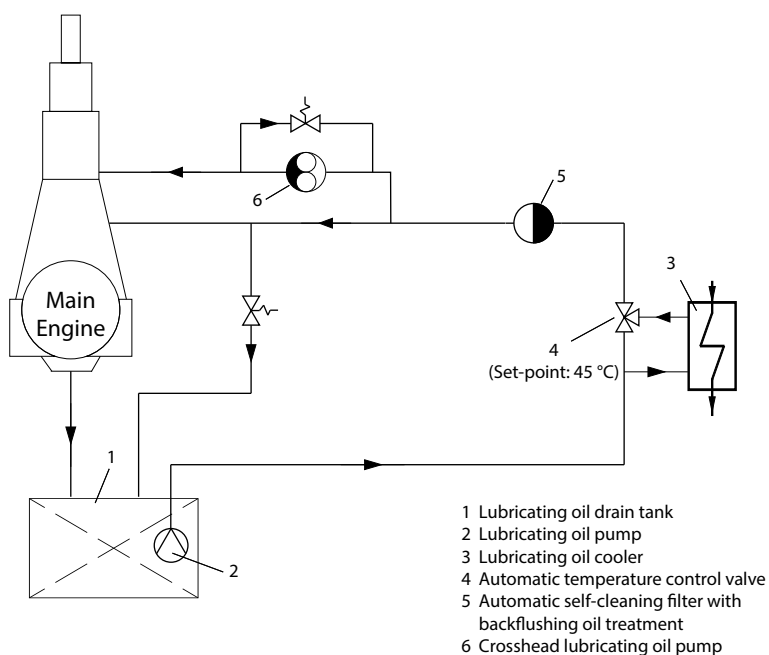 6
5
3
Main
Engine
4
(Set-point: 45 °C)
1
2
1 Lubricating oil drain tank
2 Lubricating oil pump
3 Lubricating oil cooler
4 Automatic temperature control valve
5 Automatic self-cleaning filter with
backflushing oil treatment
6 Crosshead lubricating oil pump